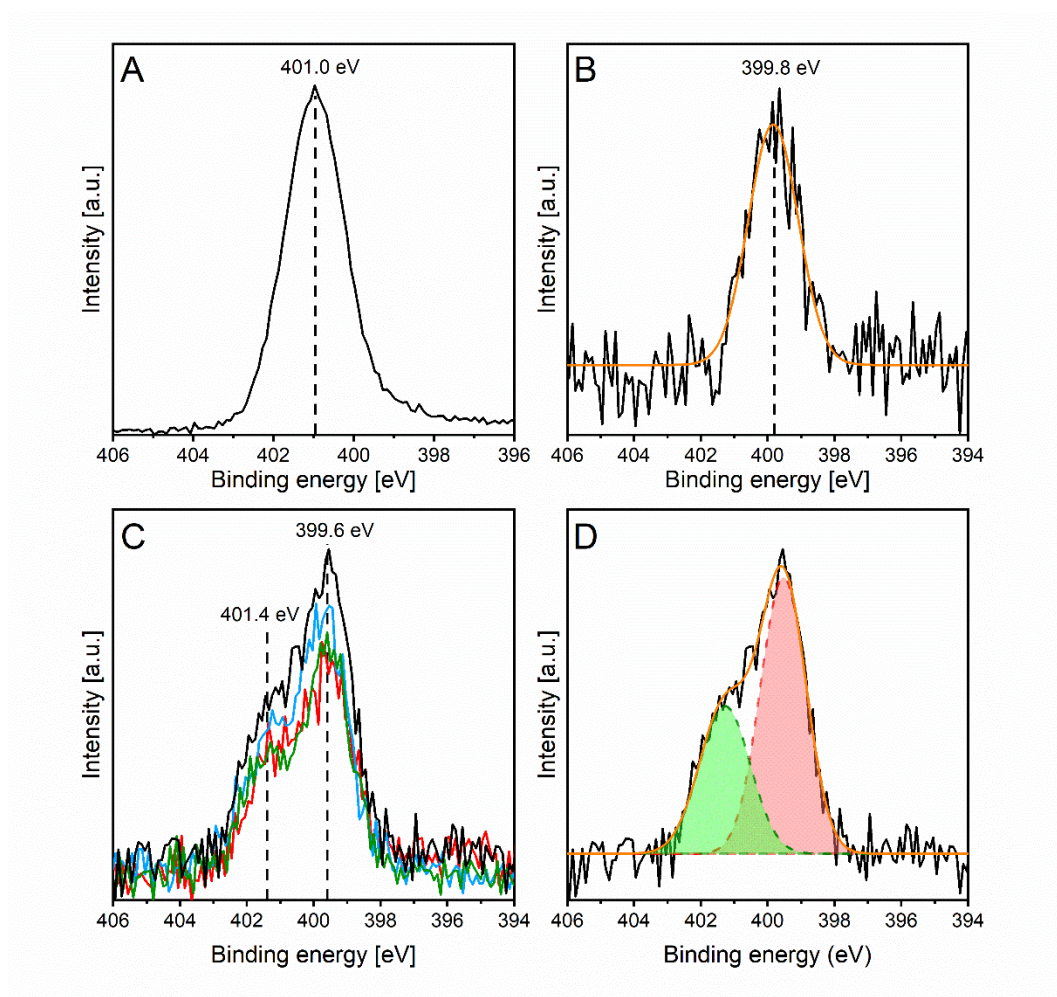 A
401.0 eV
Intensity [a.u.]
406 404 402 400 398 396
Binding energy [eV]
B
399.8 eV
Intensity [a.u.]
406 404 402 400 398 396 394
Binding energy [eV]
C
399.6 eV
401.4 eV
Intensity [a.u.]
406 404 402 400 398 396 394
Binding energy [eV]
D
Intensity [a.u.]
406 404 402 400 398 396 394
Binding energy (eV)